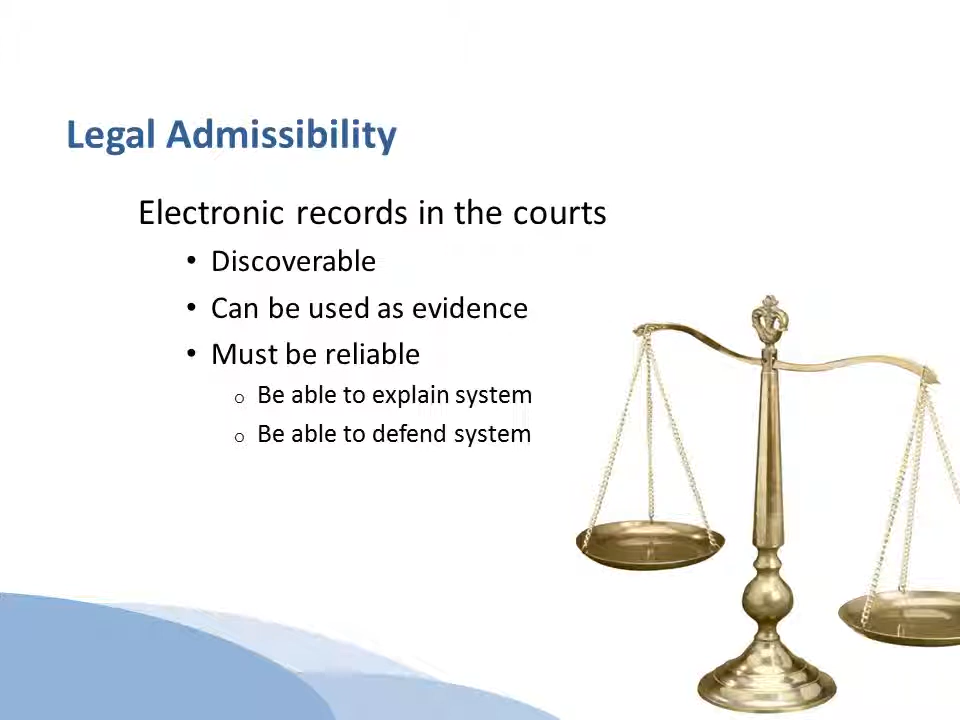 Legal Admissibility
Electronic records in the courts
• Discoverable
• Can be used as evidence
• Must be reliable
o Be able to explain system
o Be able to defend system